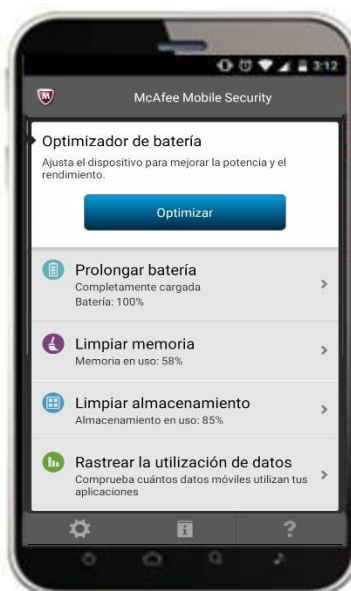 3:12
McAfee Mobile Security
Optimizador de batería
Ajusta el dispositivo para mejorar la potencia y el
rendimiento.
Optimizar
Prolongar batería
Completamente cargada
Batería: 100%
Limpiar memoria
Memoria en uso: 58%
Limpiar almacenamiento
Almacenamiento en uso: 85%
Rastrear la utilización de datos
Comprueba cuántos datos móviles utilizan tus
aplicaciones
?